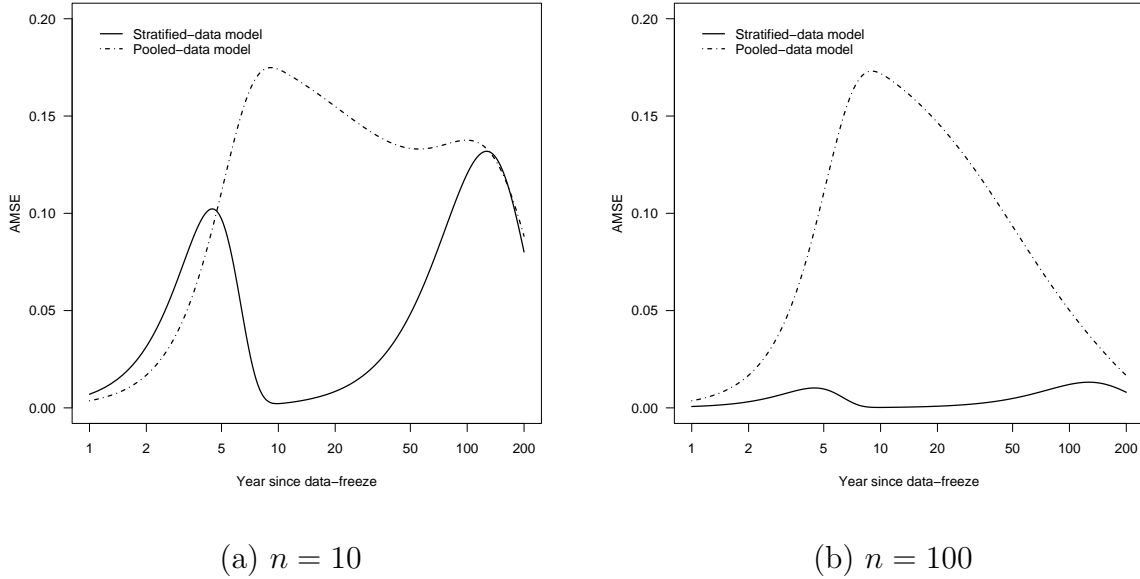 0.20
0.15
0.10
0.05
0.00
AMSE
Stratified−data model
Pooled−data model
1 2 5 10 20 50 100 200
Year since data−freeze
(a) n = 10
0.20
0.15
0.10
0.05
0.00
AMSE
Stratified−data model
Pooled−data model
1 2 5 10 20 50 100 200
Year since data−freeze
(b) n = 100